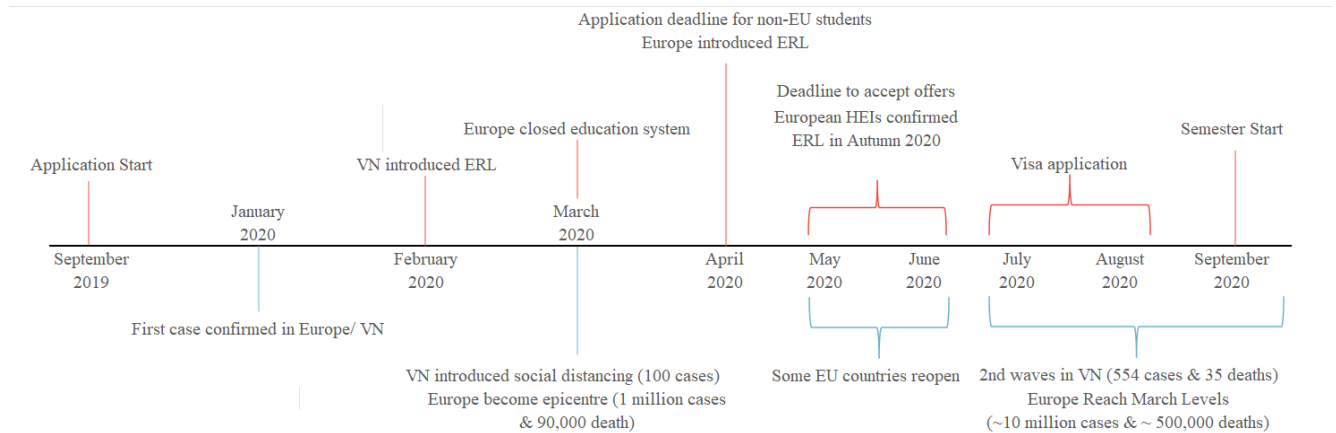 Application deadline for non-EU students
Europe introduced ERL
Deadline to accept offers
European HEIs confirmed
ERL in Autumn 2020
Europe closed education system
Semester Start
Application Start
VN introduced ERL
Visa application
January
2020
March
2020
September
2019
February
2020
April
2020
May
2020
June
2020
July
2020
August
2020
September
2020
First case confirmed in Europe/ VN
VN introduced social distancing (100 cases)
Europe become epicentre (1 million cases
& 90,000 death)
Some EU countries reopen
2nd waves in VN (554 cases & 35 deaths)
Europe Reach March Levels
(~10 million cases & ~ 500,000 deaths)